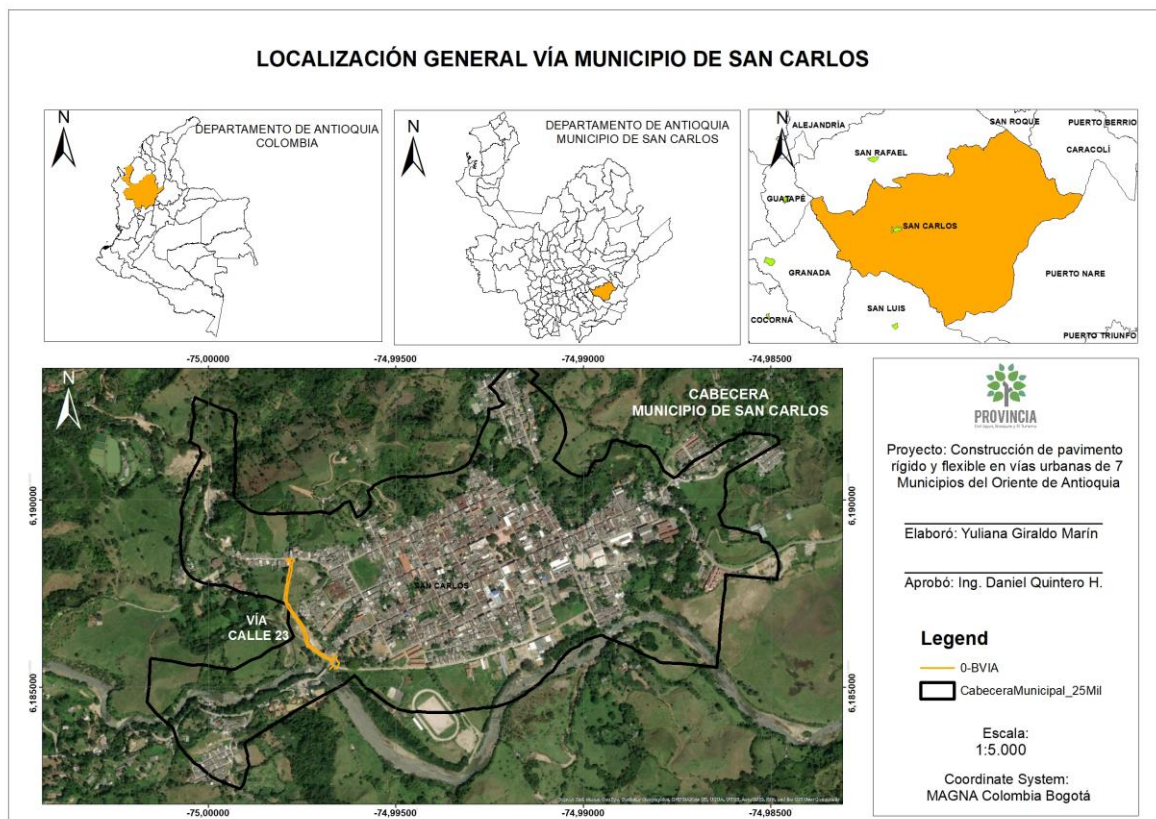 LOCALIZACIÓN GENERAL VÍA MUNICIPIO DE SAN CARLOS
N
DEPARTAMENTO DE ANTIOQUIA
COLOMBIA
N
DEPARTAMENTO DE ANTIOQUIA
MUNICIPIO DE SAN CARLOS
N
ALEJANDRÍA
SAN ROQUE
PUERTO BERRIO
SAN RAFAEL
CARACOLÍ
GUATAPÉ
SAN CARLOS
GRANADA
PUERTO NARE
SAN LUIS
COCORNÁ
PUERTO TRIUNFO
-75,00000
-74,99500
-74,99000
-74,98500
N
CABECERA
MUNICIPIO DE SAN CARLOS
6,190000
6,190000
SAN CARLOS
VÍA
CALLE 23
6,185000
6,185000
-75,00000
-74,99500
-74,99000
-74,98500
PROVINCIA
Proyecto: Construcción de pavimento
rígido y flexible en vías urbanas de 7
Municipios del Oriente de Antioquia
Elaboró: Yuliana Giraldo Marín
Aprobó: Ing. Daniel Quintero H.
Legend
0-BVIA
CabeceraMunicipal_25Mil
Escala:
1:5.000
Coordinate System:
MAGNA Colombia Bogotá